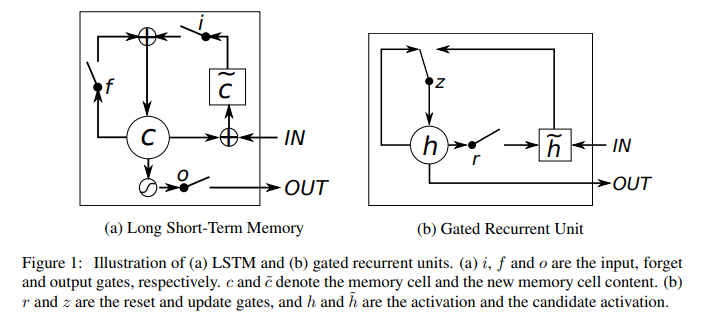 i
f
c̃
c
IN
o
OUT
(a) Long Short-Term Memory
z
h
r
h̃
IN
OUT
(b) Gated Recurrent Unit
Figure 1: Illustration of (a) LSTM and (b) gated recurrent units. (a) i, f and o are the input, forget
and output gates, respectively. c and c̃ denote the memory cell and the new memory cell content. (b)
r and z are the reset and update gates, and h and h̃ are the activation and the candidate activation.